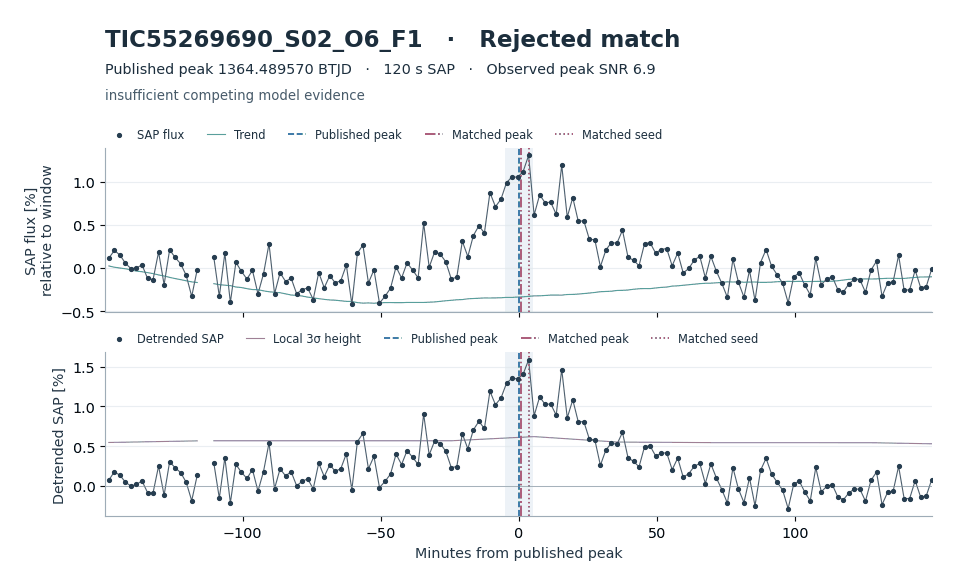 TIC55269690_S02_O6_F1 · Rejected match
Published peak 1364.489570 BTJD · 120 s SAP · Observed peak SNR 6.9
insufficient competing model evidence
SAP flux Trend Published peak Matched peak Matched seed
SAP flux [%]
relative to window
1.0
0.5
0.0
−0.5
Detrended SAP Local 3σ height Published peak Matched peak Matched seed
Detrended SAP [%]
1.5
1.0
0.5
0.0
−100 −50 0 50 100
Minutes from published peak